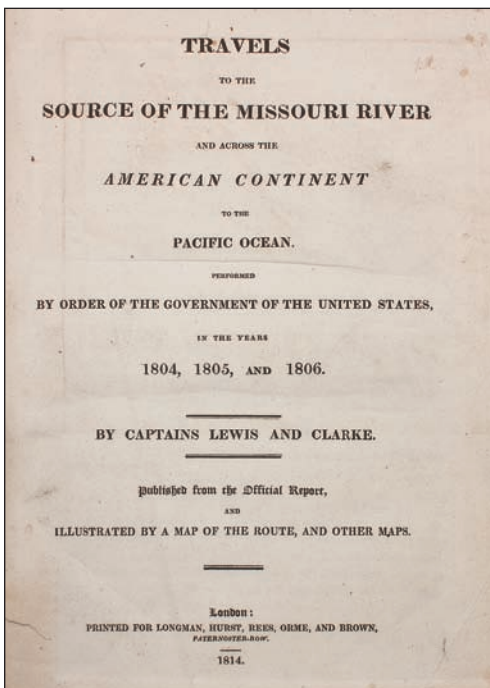 TRAVELS
TO THE
SOURCE OF THE MISSOURI RIVER
AND ACROSS THE
AMERICAN CONTINENT
TO THE
PACIFIC OCEAN.
PERFORMED
BY ORDER OF THE GOVERNMENT OF THE UNITED STATES,
IN THE YEARS
1804, 1805, AND 1806.
BY CAPTAINS LEWIS AND CLARKE.
Published from the Official Report,
AND
ILLUSTRATED BY A MAP OF THE ROUTE, AND OTHER MAPS.
London:
PRINTED FOR LONGMAN, HURST, REES, ORME, AND BROWN,
PATERNOSTER-ROW.
1814.